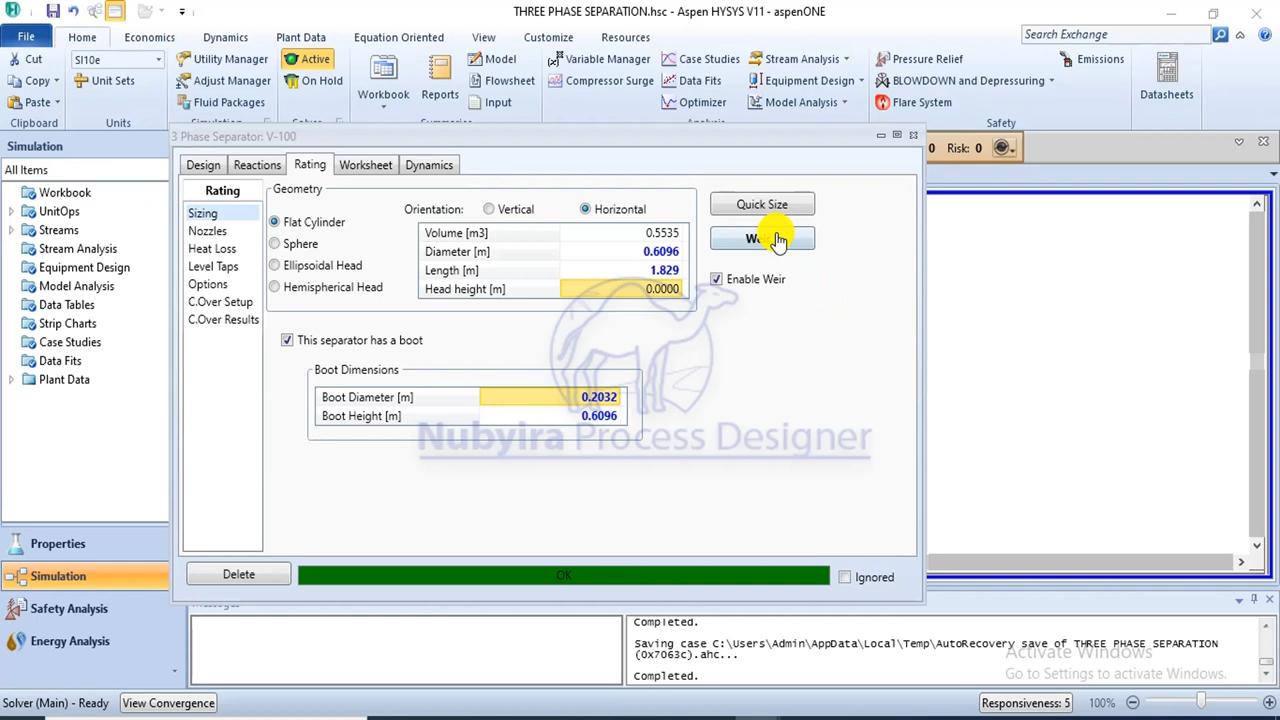 THREE PHASE SEPARATION.hsc - Aspen HYSYS V11 - aspenONE
File Home Economics Dynamics Plant Data Equation Oriented View Customize Resources Search Exchange
Cut SI10e Utility Manager Active Model Variable Manager Case Studies Stream Analysis Pressure Relief Emissions
Copy Unit Sets Adjust Manager On Hold Flowsheet Compressor Surge Data Fits Equipment Design BLOWDOWN and Depressuring
Paste Fluid Packages Workbook Reports Input Optimizer Model Analysis Flare System Datasheets
Clipboard Units Simulation Solver Summaries Analysis Safety
Simulation
All Items
Workbook
UnitOps
Streams
Stream Analysis
Equipment Design
Model Analysis
Data Tables
Strip Charts
Case Studies
Data Fits
Plant Data
Properties
Simulation
Safety Analysis
Energy Analysis
3 Phase Separator: V-100
0 Risk: 0
Design Reactions Rating Worksheet Dynamics
Rating
Sizing
Nozzles
Heat Loss
Level Taps
Options
C.Over Setup
C.Over Results
Geometry
Flat Cylinder
Sphere
Ellipsoidal Head
Hemispherical Head
Orientation: Vertical Horizontal
Volume [m3] 0.5535
Diameter [m] 0.6096
Length [m] 1.829
Head height [m] 0.0000
Quick Size
Enable Weir
This separator has a boot
Boot Dimensions
Boot Diameter [m] 0.2032
Boot Height [m] 0.6096
Nubyira Process Designer
Delete OK Ignored
Messages
Completed.
Saving case C:\Users\Admin\AppData\Local\Temp\AutoRecovery save of THREE PHASE SEPARATION
(0x7063c).ahc...
Completed.
Activate Windows
Go to Settings to activate Windows.
Solver (Main) - Ready View Convergence Responsiveness: 5 100%